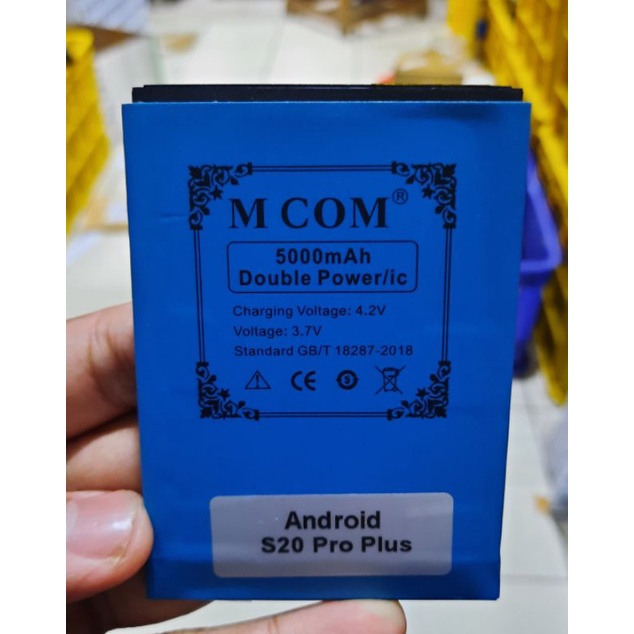 M COM®
5000mAh
Double Power/ic
Charging Voltage: 4.2V
Voltage: 3.7V
Standard GB/T 18287-2018
CE
Android
S20 Pro Plus